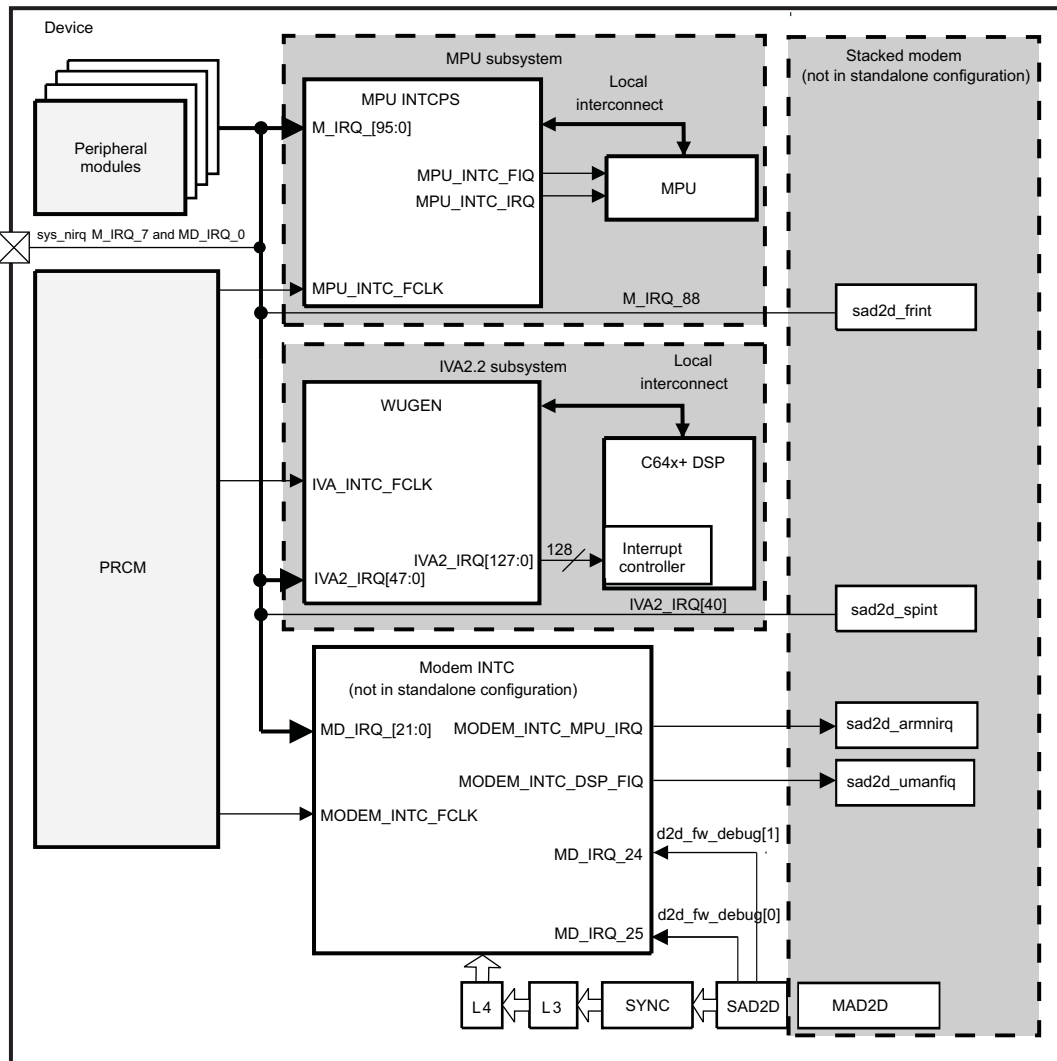 Device
MPU subsystem
Stacked modem
(not in standalone configuration)
MPU INTCPS
Local
interconnect
M_IRQ_[95:0]
Peripheral
modules
MPU_INTC_FIQ
MPU_INTC_IRQ
MPU
sys_nirq M_IRQ_7 and MD_IRQ_0
MPU_INTC_FCLK
M_IRQ_88
sad2d_frint
IVA2.2 subsystem
Local
interconnect
WUGEN
C64x+ DSP
IVA_INTC_FCLK
PRCM
IVA2_IRQ[127:0]
128
Interrupt
controller
IVA2_IRQ[47:0]
IVA2_IRQ[40]
sad2d_spint
Modem INTC
(not in standalone configuration)
MD_IRQ_[21:0]
MODEM_INTC_MPU_IRQ
sad2d_armnirq
MODEM_INTC_DSP_FIQ
sad2d_umanfiq
MODEM_INTC_FCLK
d2d_fw_debug[1]
MD_IRQ_24
d2d_fw_debug[0]
MD_IRQ_25
L4
L3
SYNC
SAD2D
MAD2D